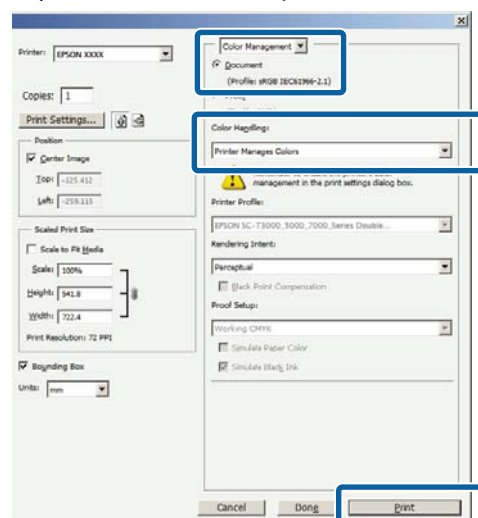 Printer: EPSON XXXX
Copies: 1
Print Settings...
Position
Center Image
Top: -125.412
Left: -259.115
Scaled Print Size
Scale to Fit Media
Scale: 100%
Height: 541.8
Width: 722.4
Print Resolution: 72 PPI
Bounding Box
Units: mm
Color Management
Document
(Profile: sRGB IEC61966-2.1)
Color Handling:
Printer Manages Colors
management in the print settings dialog box.
Printer Profile:
EPSON SC-T3000_5000_7000_Series Double...
Rendering Intent:
Perceptual
Black Point Compensation
Proof Setup:
Working CMYK
Simulate Paper Color
Simulate Black Ink
Cancel
Done
Print